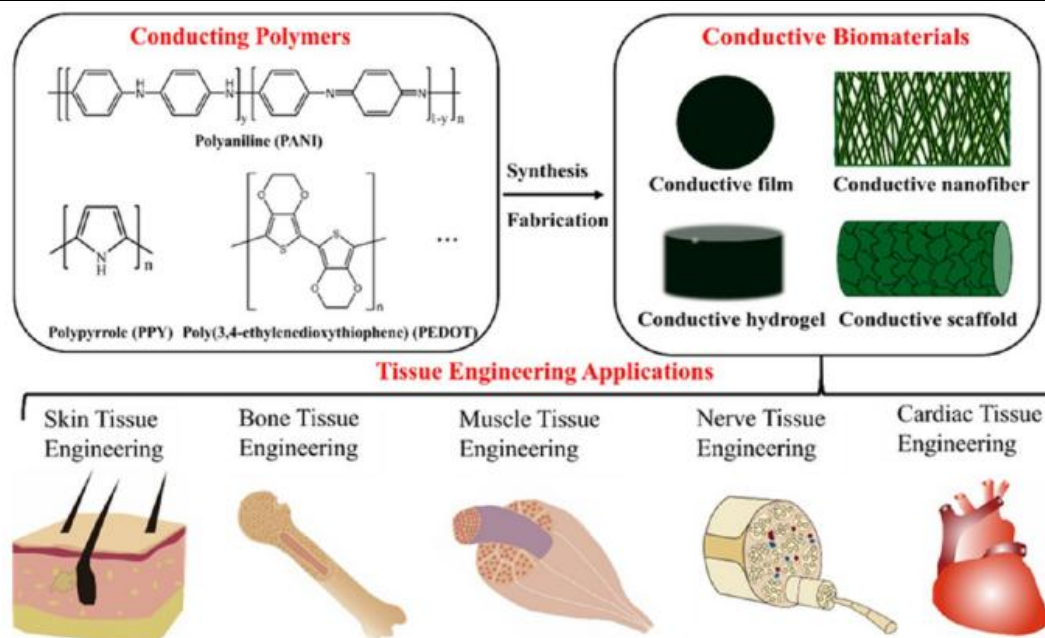 Conducting Polymers
H
N
H
N
N
N
y
1-y
n
Polyaniline (PANI)
N
H
n
O
O
S
S
O
O
n
...
Polypyrrole (PPY)
Poly(3,4-ethylenedioxythiophene) (PEDOT)
Synthesis
Fabrication
Conductive Biomaterials
Conductive film
Conductive nanofiber
Conductive hydrogel
Conductive scaffold
Tissue Engineering Applications
Skin Tissue
Engineering
Bone Tissue
Engineering
Muscle Tissue
Engineering
Nerve Tissue
Engineering
Cardiac Tissue
Engineering